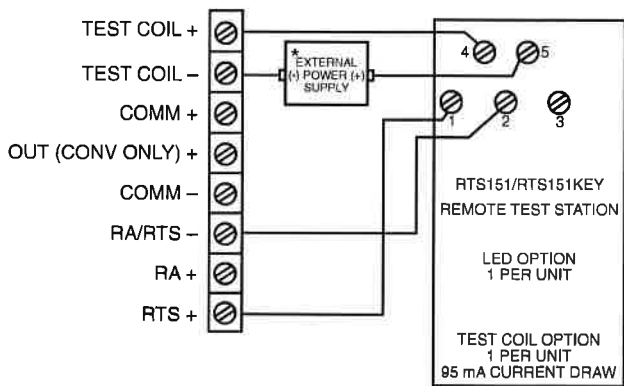 TEST COIL +
TEST COIL –
COMM +
OUT (CONV ONLY) +
COMM –
RA/RTS –
RA +
RTS +
*
EXTERNAL
(-) POWER (+)
SUPPLY
4
5
1
2
3
RTS151/RTS151KEY
REMOTE TEST STATION
LED OPTION
1 PER UNIT
TEST COIL OPTION
1 PER UNIT
95 mA CURRENT DRAW